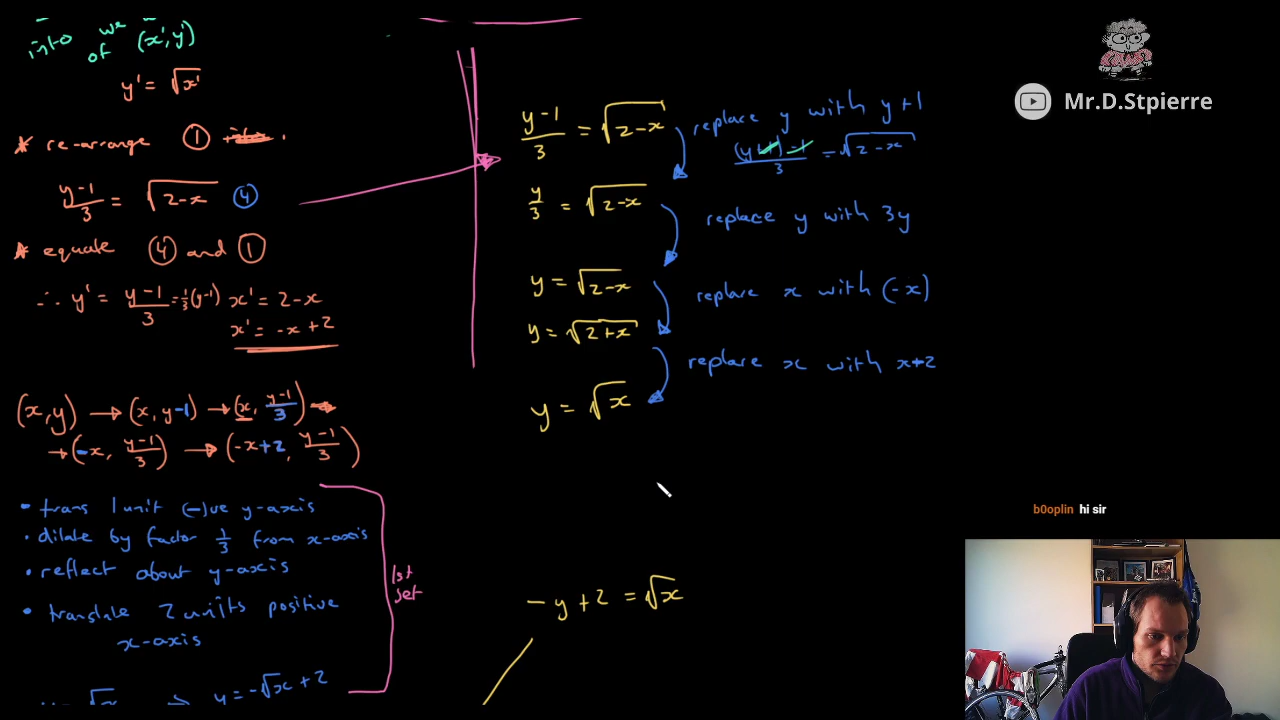 into of we (x', y')
y' = √x'
* re-arrange ①
(y-1)/3 = √(2-x) ④
* equate ④ and ①
∴ y' = (y-1)/3 = 1/3(y-1) x' = 2-x
x' = -x+2
(x,y) → (x, y-1) → (x, (y-1)/3)
→ (-x, (y-1)/3) → (-x+2, (y-1)/3)
• trans 1 unit (-)ve y-axis
• dilate by factor 1/3 from x-axis
• reflect about y-axis
• translate 2 units positive
x-axis
1st
set
y = -√x + 2
(y-1)/3 = √(2-x)
replace y with y+1
((y+1)-1)/3 = √(2-x)
y/3 = √(2-x)
replace y with 3y
y = √(2-x)
replace x with (-x)
y = √(2+x)
replace x with x-2
y = √x
-y+2 = √x
Mr.D.Stpierre
b0oplin hi sir